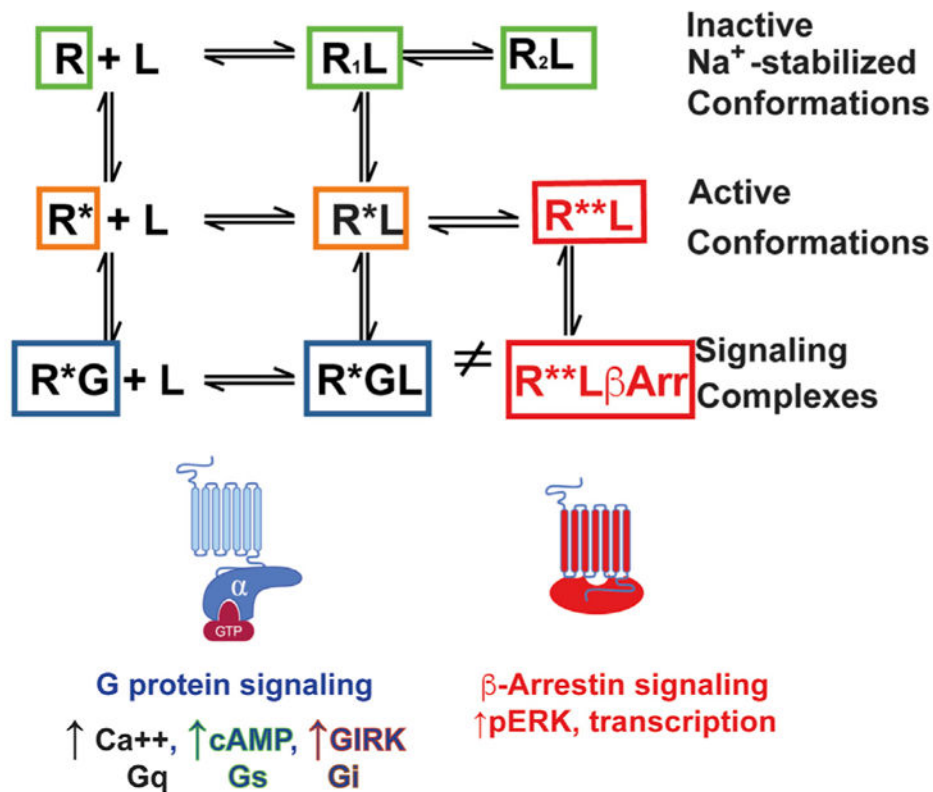 R + L R₁L R₂L Inactive
Na⁺-stabilized
Conformations
R* + L R*L R**L Active
Conformations
R*G + L R*GL ≠ R**LβArr Signaling
Complexes
α
GTP
G protein signaling
↑ Ca++, ↑cAMP, ↑GIRK
Gq Gs Gi
β-Arrestin signaling
↑pERK, transcription